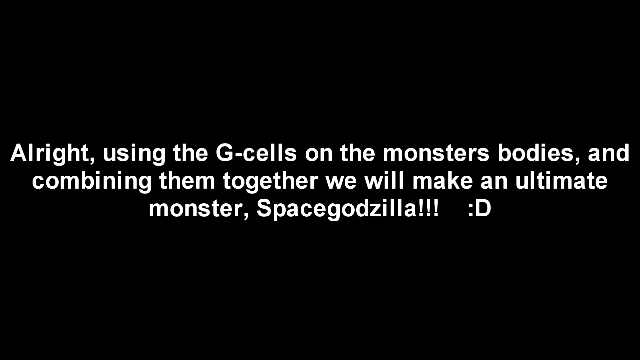 Alright, using the G-cells on the monsters bodies, and
combining them together we will make an ultimate
monster, Spacegodzilla!!!    :D